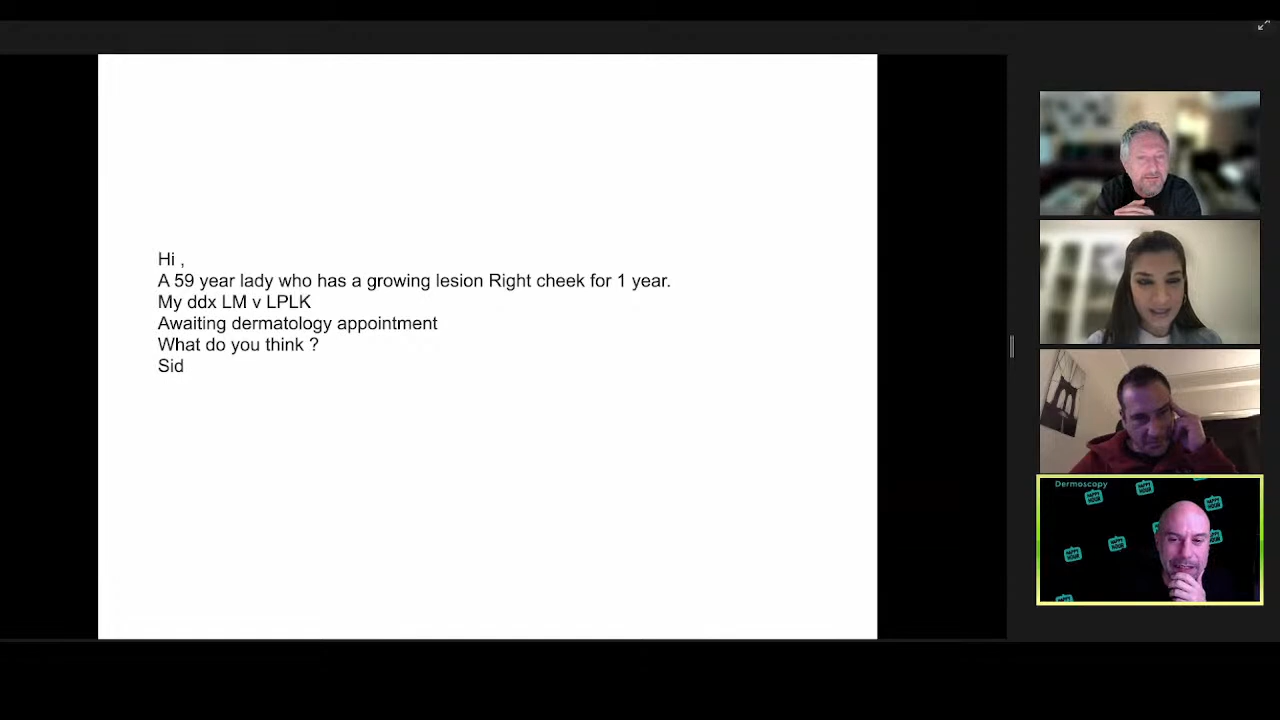 Hi ,
A 59 year lady who has a growing lesion Right cheek for 1 year.
My ddx LM v LPLK
Awaiting dermatology appointment
What do you think ?
Sid
Dermoscopy